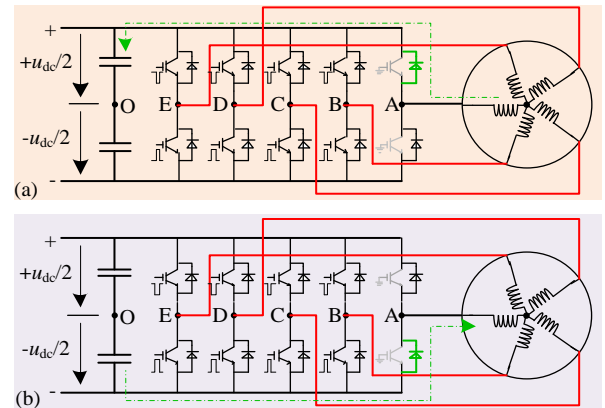 +
+u_dc/2
O E D C B A
-u_dc/2
(a) -
+
+u_dc/2
O E D C B A
-u_dc/2
(b) -